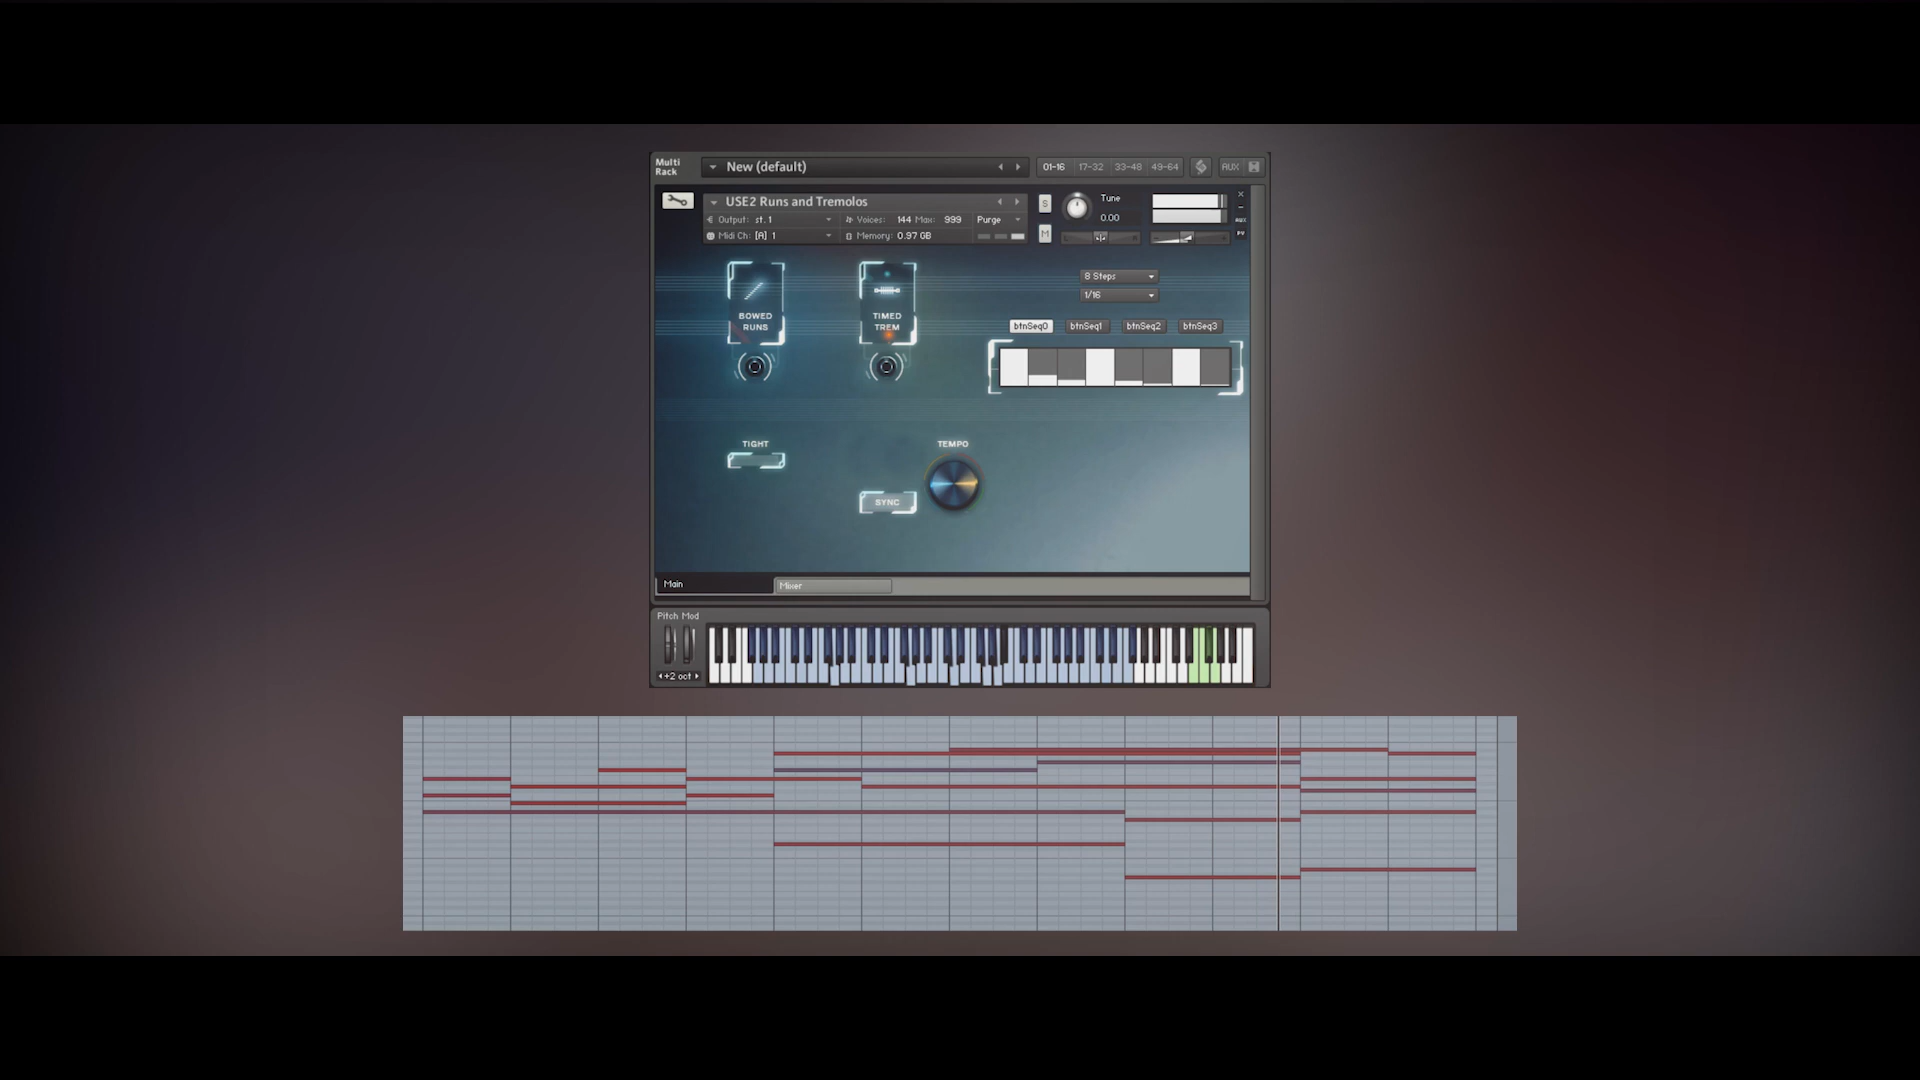 Multi Rack
New (default)
01-16 17-32 33-48 49-64 AUX
USE2 Runs and Tremolos
S
Tune
0.00
Output: st. 1
Voices: 144 Max: 999
Purge
AUX
Midi Ch: [A] 1
Memory: 0.97 GB
M
L R
PV
8 Steps
1/16
BOWED RUNS
TIMED TREM
btnSeq0 btnSeq1 btnSeq2 btnSeq3
TIGHT
TEMPO
SYNC
Main
Mixer
Pitch Mod
+2 oct